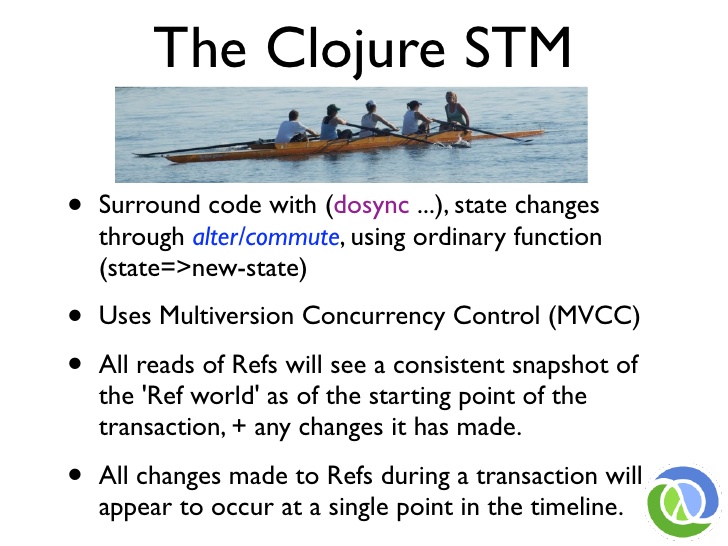 The Clojure STM
• Surround code with (dosync ...), state changes
through alter/commute, using ordinary function
(state=>new-state)
• Uses Multiversion Concurrency Control (MVCC)
• All reads of Refs will see a consistent snapshot of
the 'Ref world' as of the starting point of the
transaction, + any changes it has made.
• All changes made to Refs during a transaction will
appear to occur at a single point in the timeline.